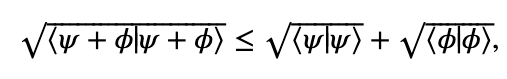 √⟨ψ + ϕ|ψ + ϕ⟩ ≤ √⟨ψ|ψ⟩ + √⟨ϕ|ϕ⟩,